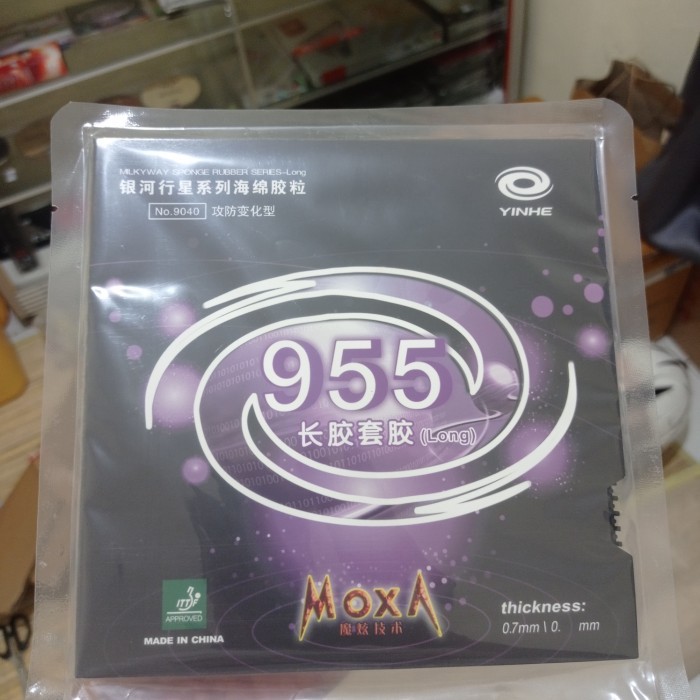 MILKYWAY SPONGE RUBBER SERIES-Long
银河行星系列海绵胶粒
No.9040 攻防变化型
YINHE
955
长胶套胶(Long)
ITTF
APPROVED
MADE IN CHINA
MOXA
魔炫技术
thickness:
0.7mm \ 0. mm